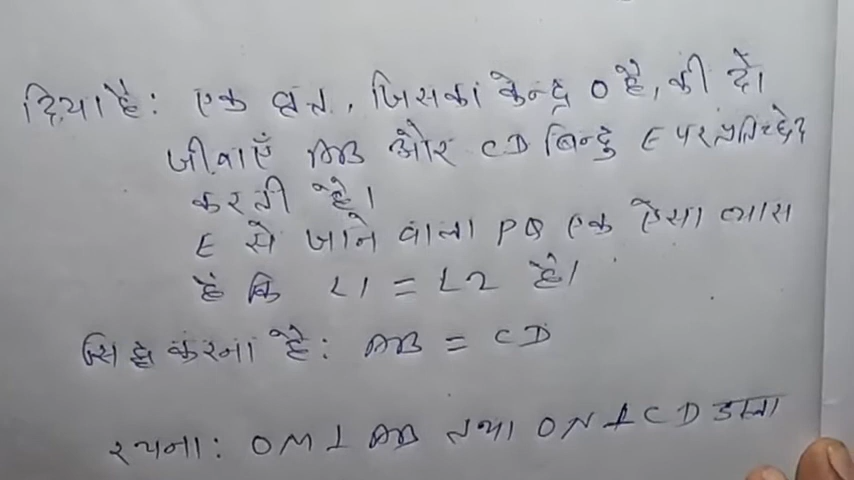 दिया है: एक वृत्त, जिसका केन्द्र O है, की दो
जीवाएँ AB और CD बिन्दु E पर प्रतिच्छेद
करती है।
E से जाने वाला PQ एक ऐसा व्यास
है कि ∠1 = ∠2 है।
सिद्ध करना है: AB = CD
रचना: OM ⊥ AB तथा ON ⊥ CD डाला